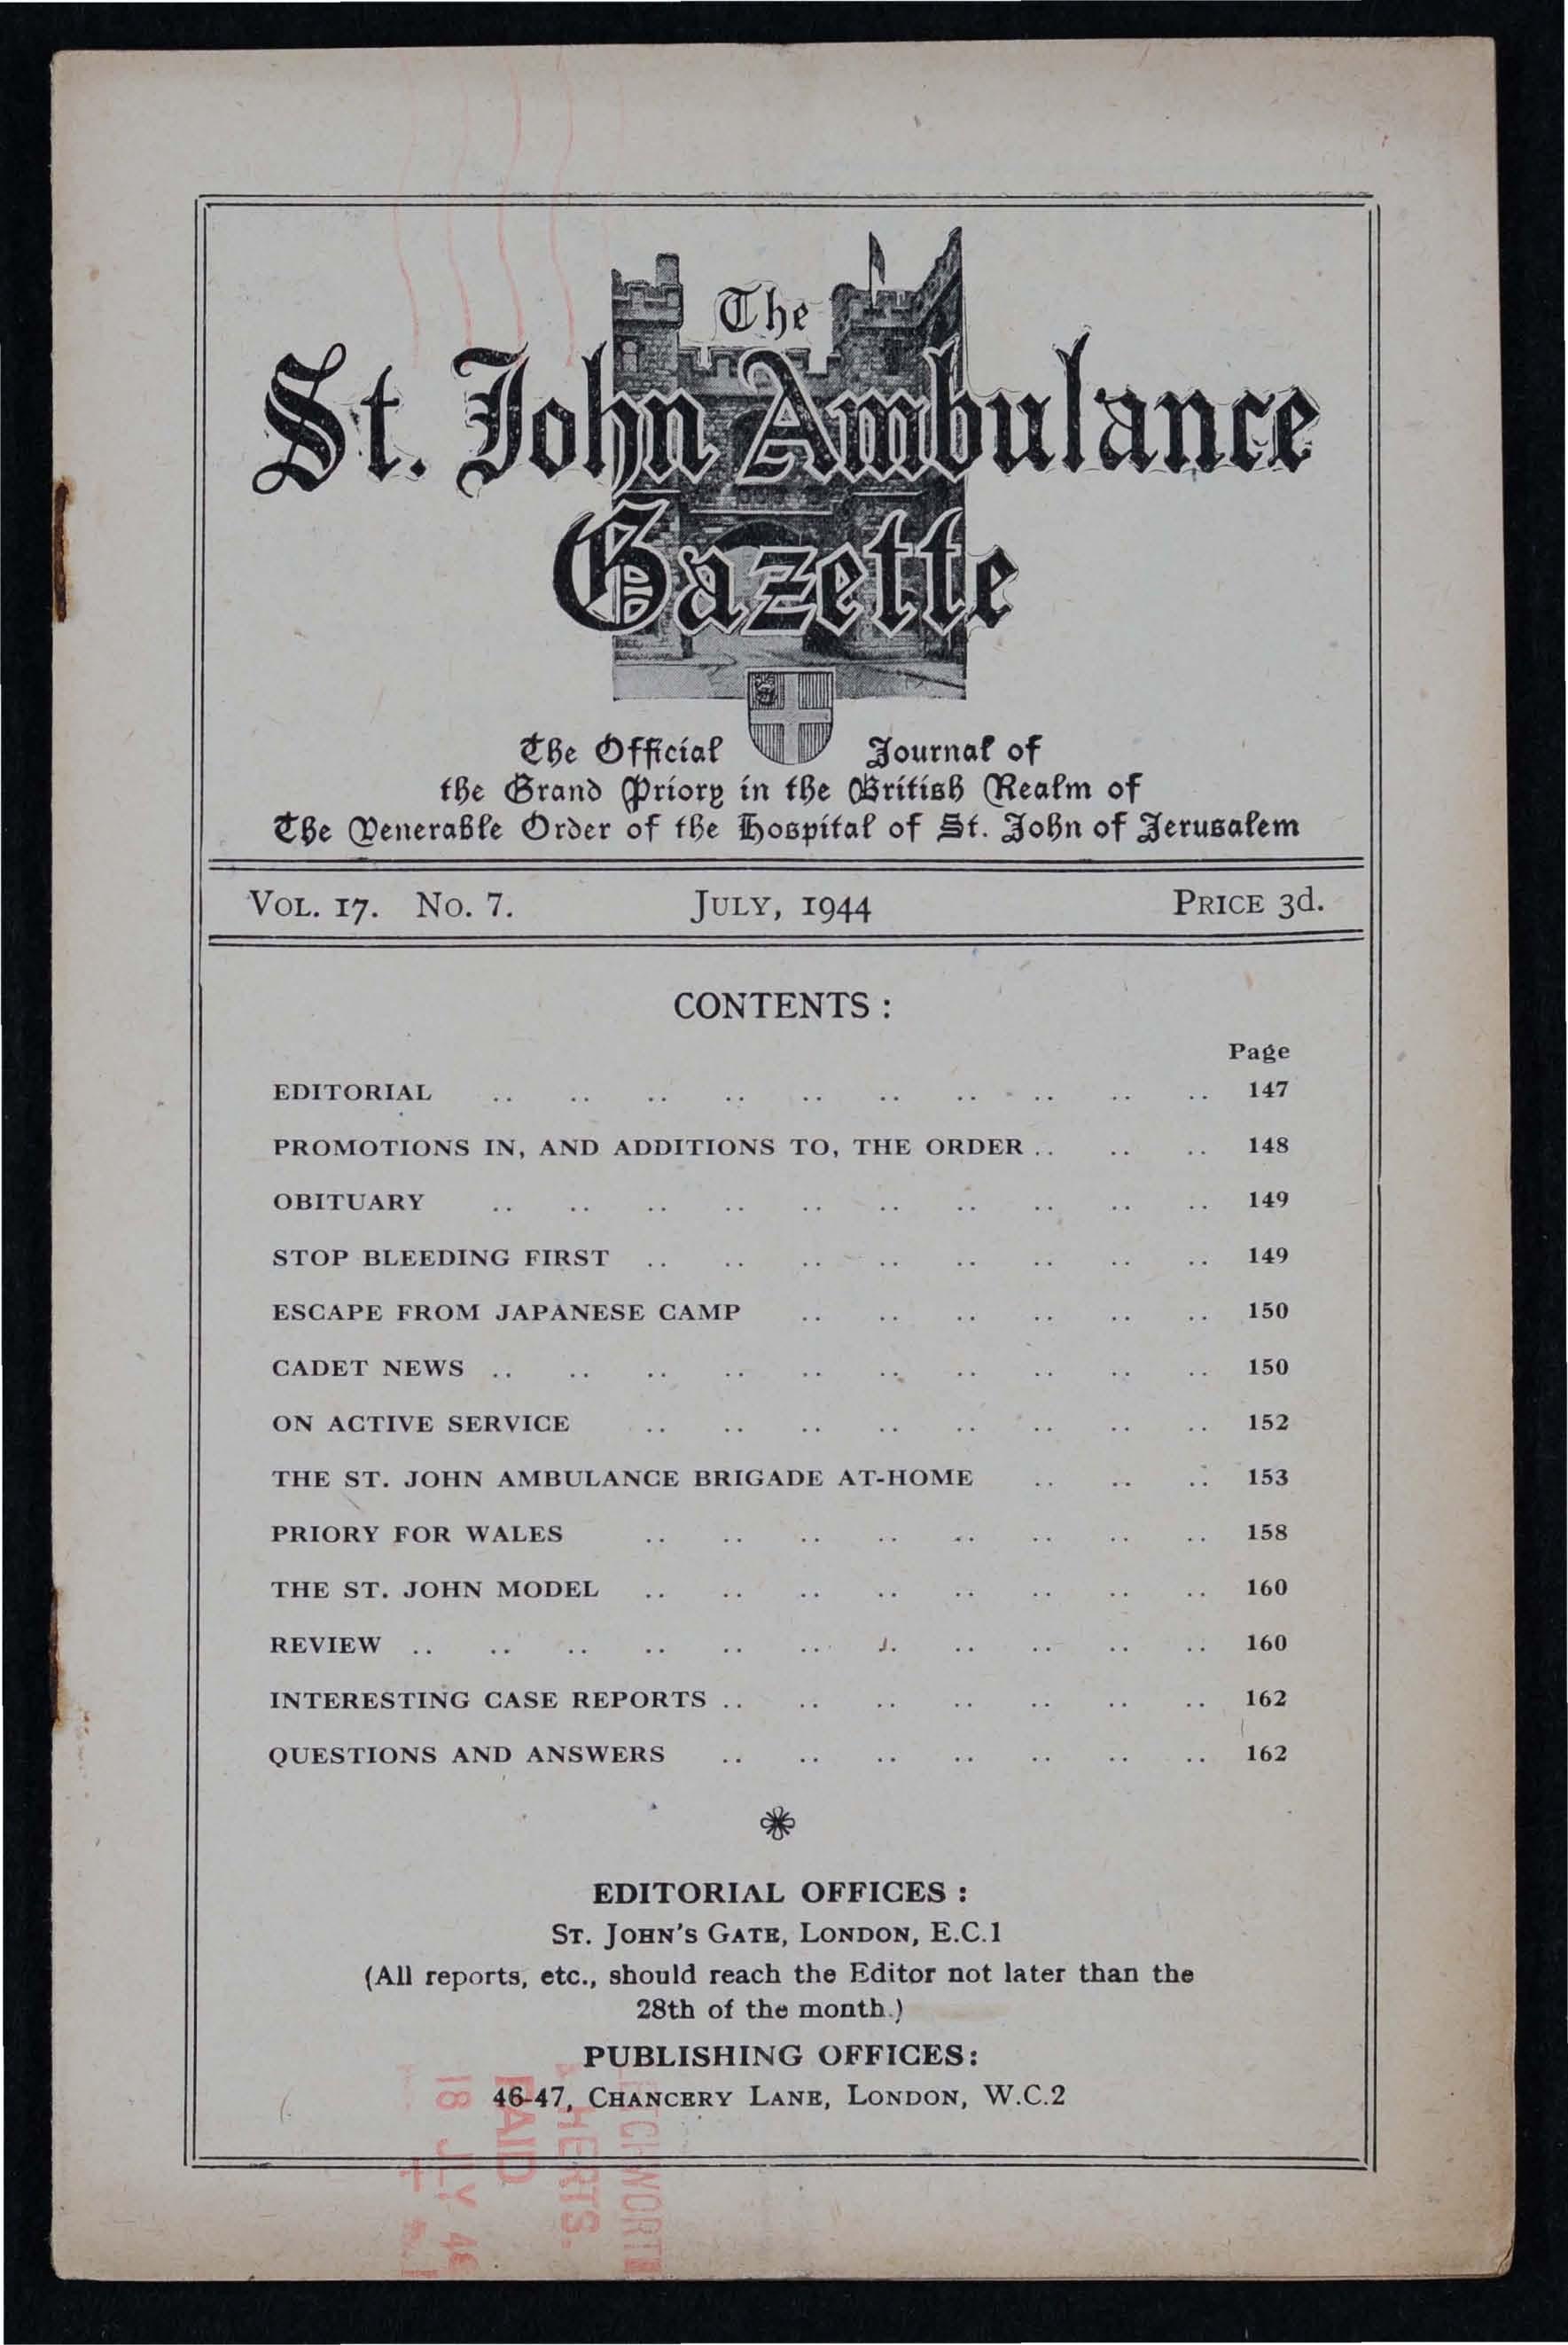 The
St. John Ambulance
Gazette
The Official Journal of
the Grand Priory in the British Realm of
The Venerable Order of the Hospital of St. John of Jerusalem
VOL. 17. NO. 7. JULY, 1944 PRICE 3d.
CONTENTS :
Page
EDITORIAL .. .. .. .. .. .. .. .. .. .. 147
PROMOTIONS IN, AND ADDITIONS TO, THE ORDER .. .. .. 148
OBITUARY .. .. .. .. .. .. .. .. .. .. 149
STOP BLEEDING FIRST .. .. .. .. .. .. .. .. 149
ESCAPE FROM JAPANESE CAMP .. .. .. .. .. .. 150
CADET NEWS .. .. .. .. .. .. .. .. .. .. 150
ON ACTIVE SERVICE .. .. .. .. .. .. .. .. 152
THE ST. JOHN AMBULANCE BRIGADE AT-HOME .. .. .. 153
PRIORY FOR WALES .. .. .. .. .. .. .. .. 158
THE ST. JOHN MODEL .. .. .. .. .. .. .. .. 160
REVIEW .. .. .. .. .. .. .. .. .. .. .. 160
INTERESTING CASE REPORTS .. .. .. .. .. .. .. 162
QUESTIONS AND ANSWERS .. .. .. .. .. .. .. 162
EDITORIAL OFFICES :
ST. JOHN'S GATE, LONDON, E.C.1
(All reports, etc., should reach the Editor not later than the
28th of the month.)
PUBLISHING OFFICES:
46-47, CHANCERY LANE, LONDON, W.C.2
LETCHWORTH
HERTS.
PAID
18 JLY